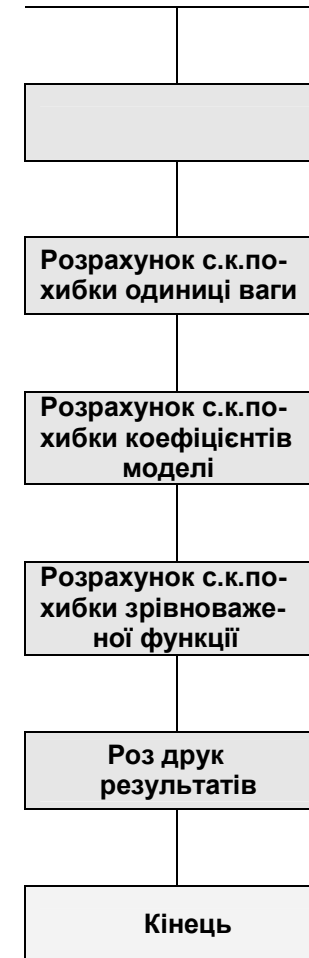 Розрахунок с.к.по-
хибки одиниці ваги
Розрахунок с.к.по-
хибки коефіцієнтів
моделі
Розрахунок с.к.по-
хибки зрівноваже-
ної функції
Роз друк
результатів
Кінець